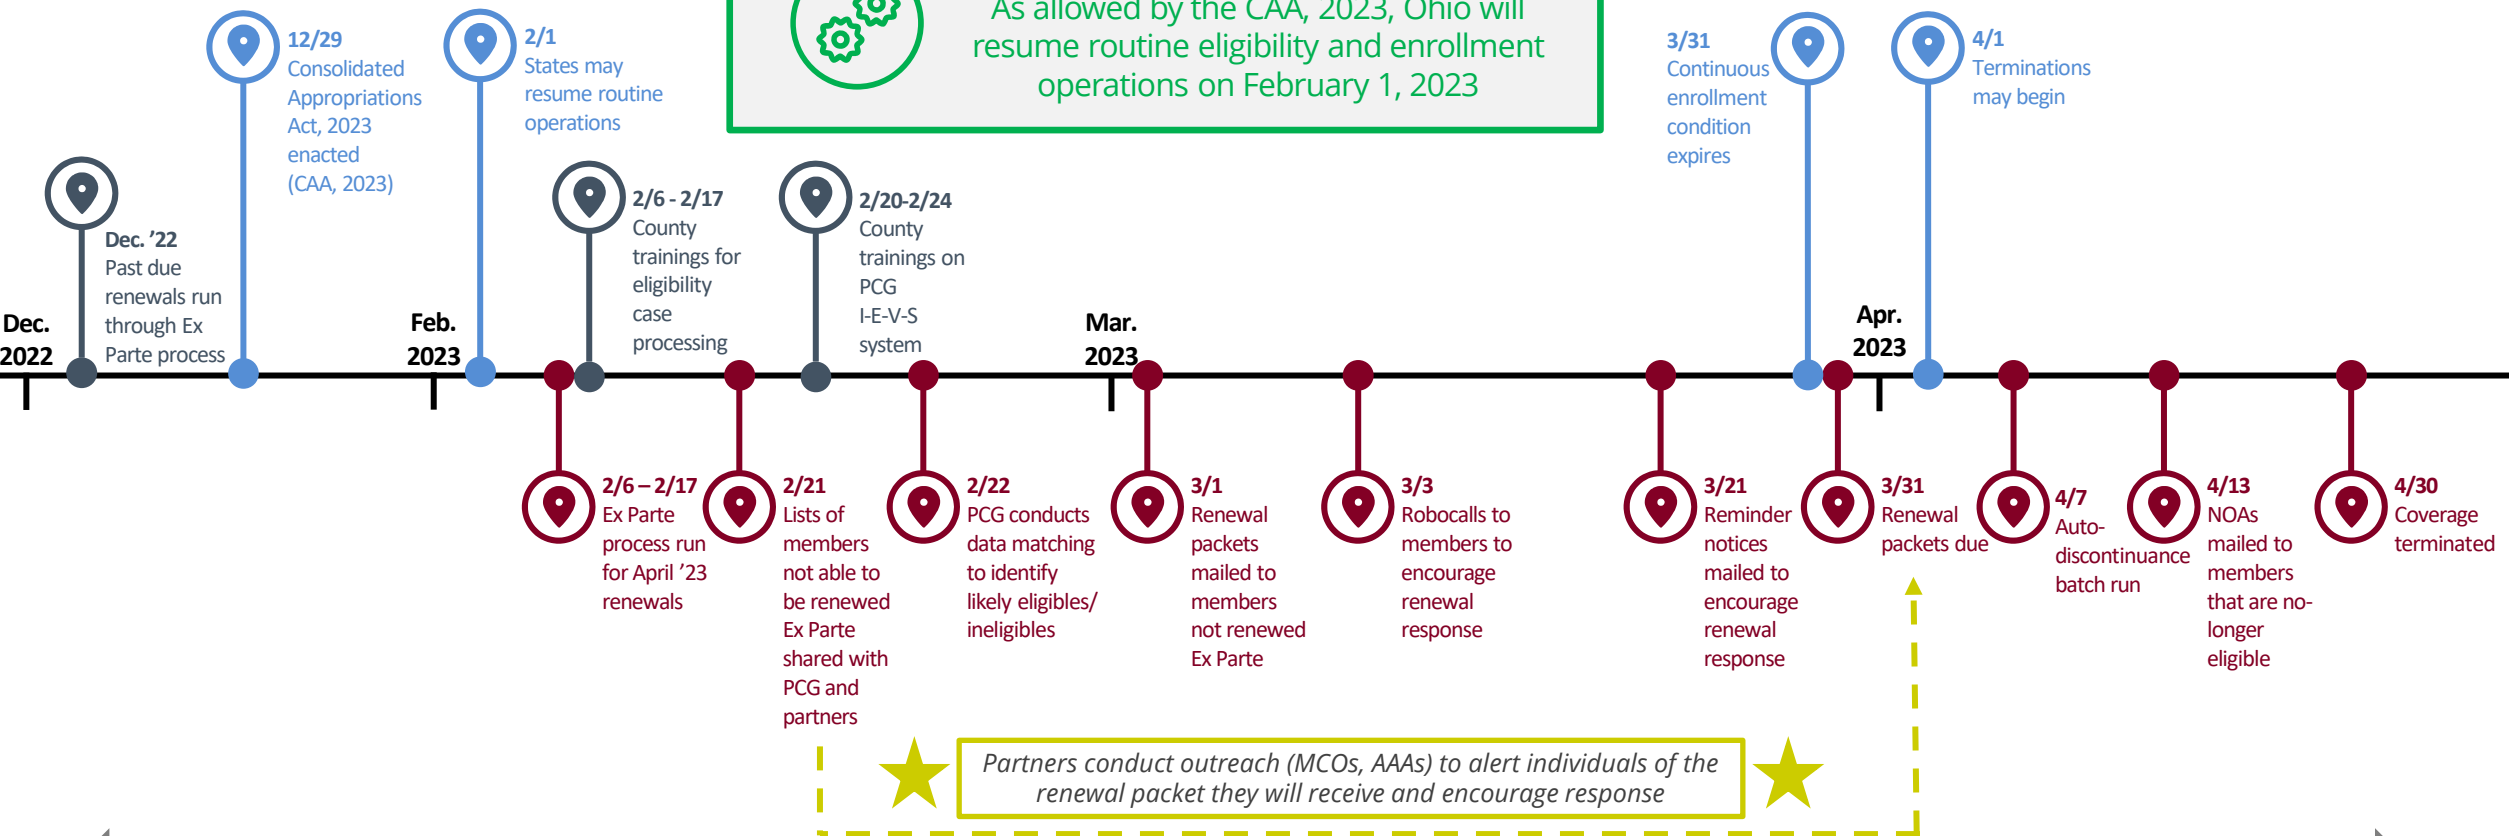 As allowed by the CAA, 2023, Ohio will
resume routine eligibility and enrollment
operations on February 1, 2023
12/29
Consolidated
Appropriations
Act, 2023
enacted
(CAA, 2023)
2/1
States may
resume routine
operations
3/31
Continuous
enrollment
condition
expires
4/1
Terminations
may begin
Dec. ’22
Past due
renewals run
through Ex
Parte process
2/6 - 2/17
County
trainings for
eligibility
case
processing
2/20-2/24
County
trainings on
PCG
I-E-V-S
system
Dec.
2022
Feb.
2023
Mar.
2023
Apr.
2023
2/6 – 2/17
Ex Parte
process run
for April ’23
renewals
2/21
Lists of
members
not able to
be renewed
Ex Parte
shared with
PCG and
partners
2/22
PCG conducts
data matching
to identify
likely eligibles/
ineligibles
3/1
Renewal
packets
mailed to
members
not renewed
Ex Parte
3/3
Robocalls to
members to
encourage
renewal
response
3/21
Reminder
notices
mailed to
encourage
renewal
response
3/31
Renewal
packets due
4/7
Auto-
discontinuance
batch run
4/13
NOAs
mailed to
members
that are no-
longer
eligible
4/30
Coverage
terminated
Partners conduct outreach (MCOs, AAAs) to alert individuals of the
renewal packet they will receive and encourage response